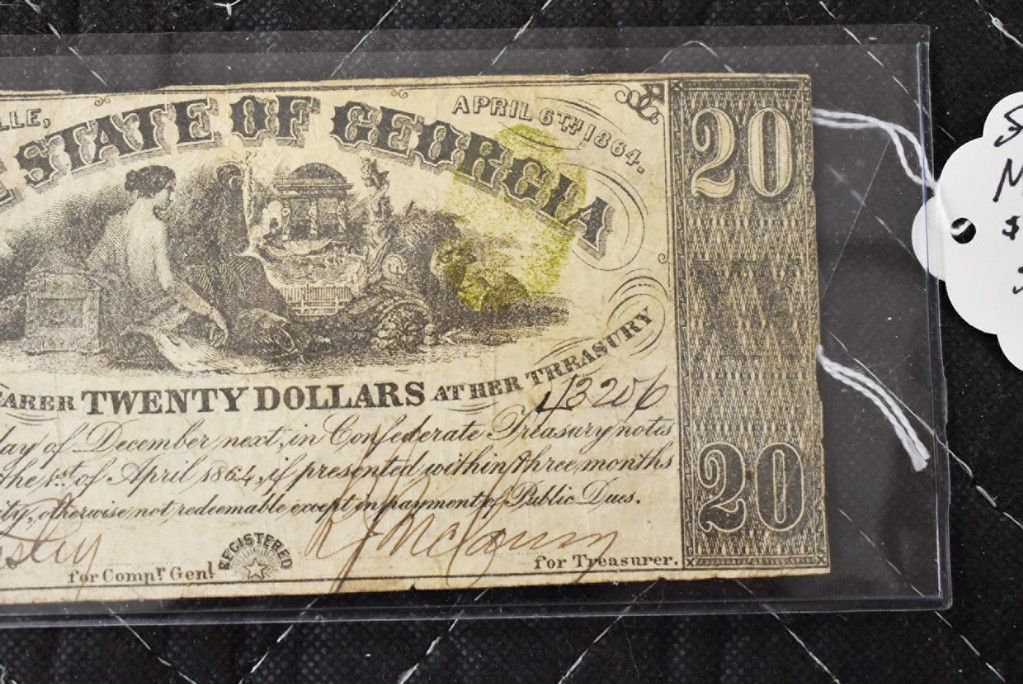 LLE,
STATE OF GEORGIA
APRIL 6TH 1864.
20
XX
EARER TWENTY DOLLARS AT HER TREASURY
13206
day of December next, in Confederate Treasury notes
the 1st of April 1864, if presented within three months
ity, otherwise not redeemable except in payment of Public Dues.
for Compr Genl
REGISTERED
for Treasurer.
20